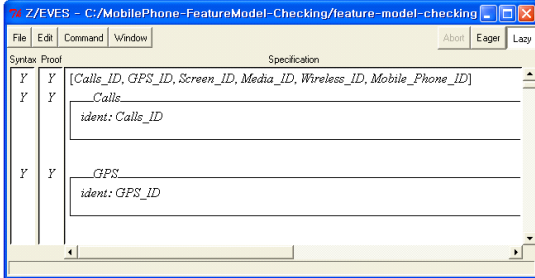 Z/EVES - C:/MobilePhone-FeatureModel-Checking/feature-model-checking
File Edit Command Window Abort Eager Lazy
Syntax Proof Specification
Y Y [Calls_ID, GPS_ID, Screen_ID, Media_ID, Wireless_ID, Mobile_Phone_ID]
Y Y Calls
ident: Calls_ID
Y Y GPS
ident: GPS_ID